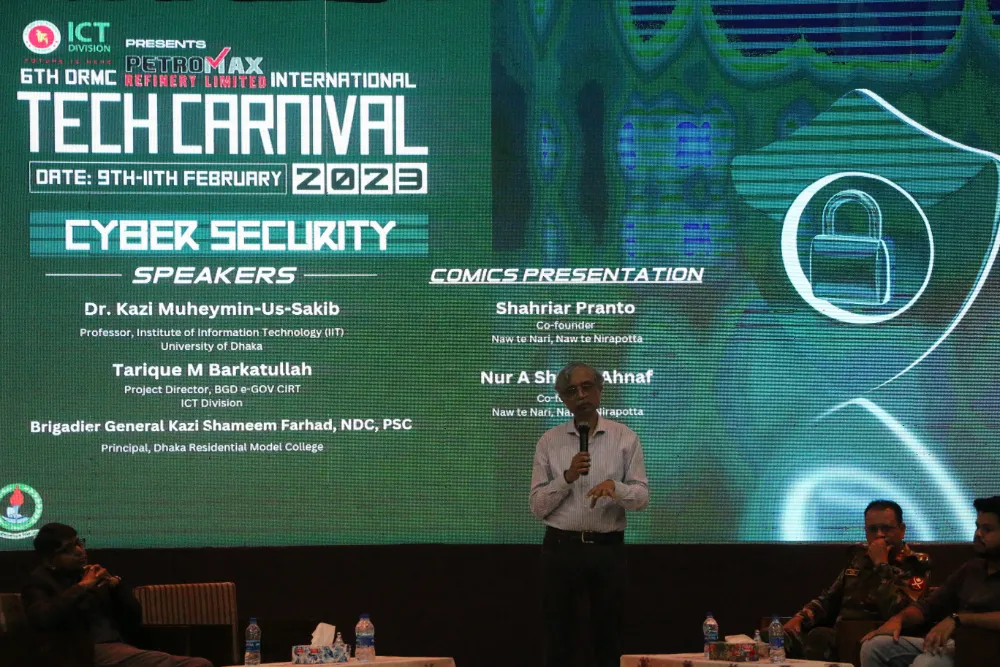 ICT
DIVISION
FUTURE IS HERE
PRESENTS
PETROMAX
REFINERY LIMITED
6TH DRMC INTERNATIONAL
TECH CARNIVAL
DATE: 9TH-11TH FEBRUARY 2023
CYBER SECURITY
SPEAKERS
Dr. Kazi Muheymin-Us-Sakib
Professor, Institute of Information Technology (IIT)
University of Dhaka
Tarique M Barkatullah
Project Director, BGD e-GOV CIRT
ICT Division
Brigadier General Kazi Shameem Farhad, NDC, PSC
Principal, Dhaka Residential Model College
COMICS PRESENTATION
Shahriar Pranto
Co-founder
Naw te Nari, Naw te Nirapotta
Nur A Ahnaf
Naw te Nari, Nirapotta